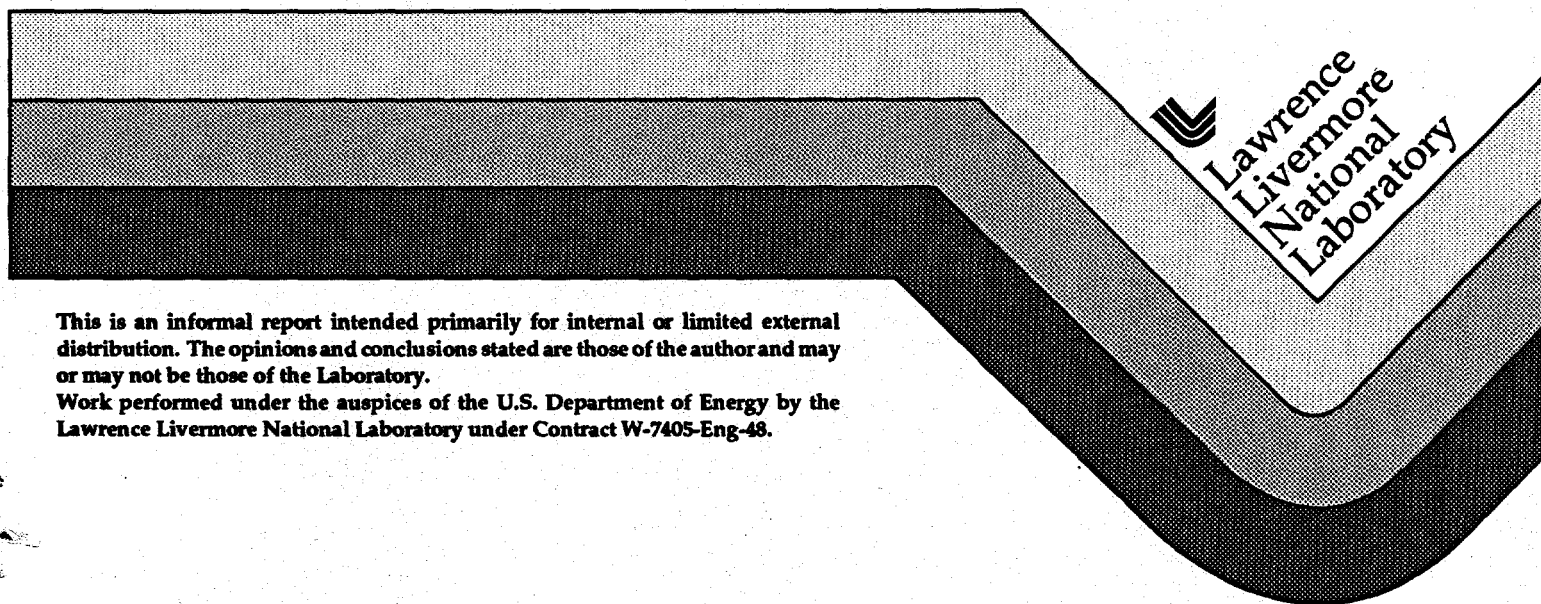 Lawrence
Livermore
National
Laboratory
This is an informal report intended primarily for internal or limited external
distribution. The opinions and conclusions stated are those of the author and may
or may not be those of the Laboratory.
Work performed under the auspices of the U.S. Department of Energy by the
Lawrence Livermore National Laboratory under Contract W-7405-Eng-48.